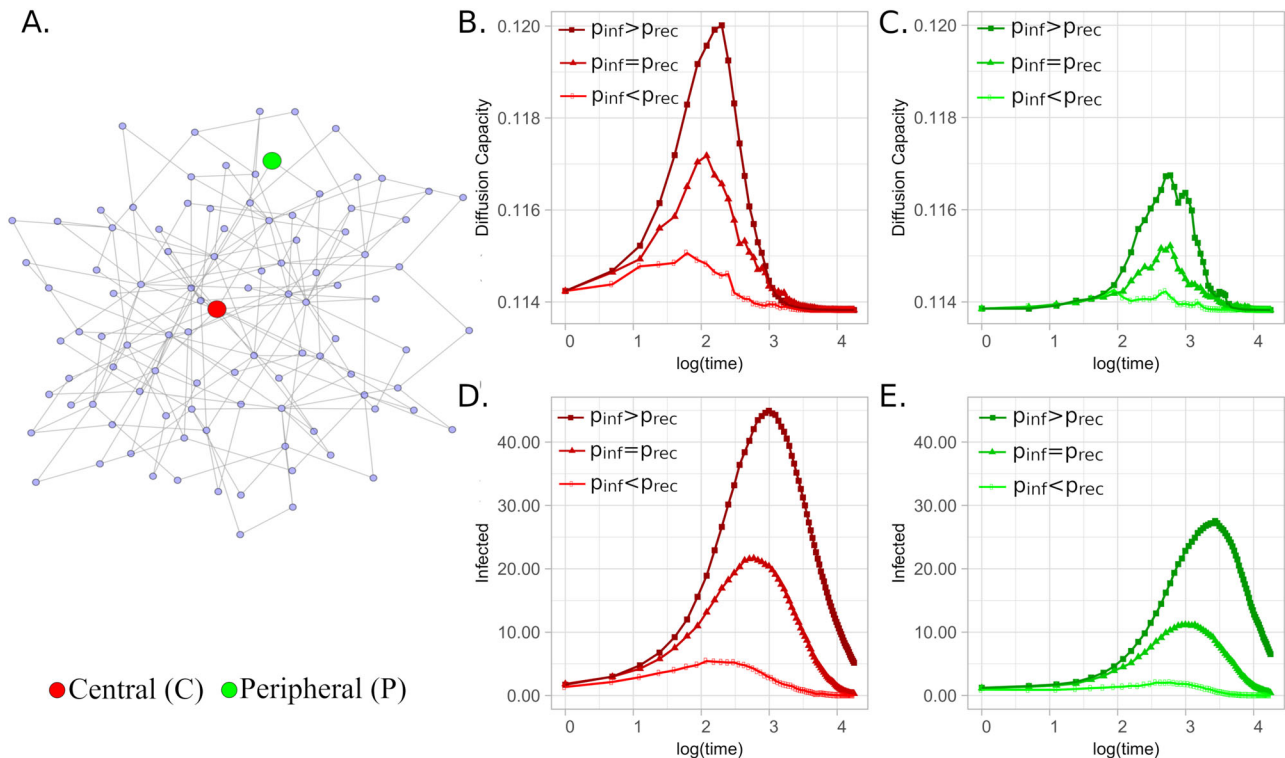 A.
Central (C)
Peripheral (P)
B.
pinf>prec
pinf=prec
pinf<prec
0.120
0.118
0.116
0.114
Diffusion Capacity
0 1 2 3 4
log(time)
C.
pinf>prec
pinf=prec
pinf<prec
0.120
0.118
0.116
0.114
Diffusion Capacity
0 1 2 3 4
log(time)
D.
pinf>prec
pinf=prec
pinf<prec
40.00
30.00
20.00
10.00
0.00
Infected
0 1 2 3 4
log(time)
E.
pinf>prec
pinf=prec
pinf<prec
40.00
30.00
20.00
10.00
0.00
Infected
0 1 2 3 4
log(time)